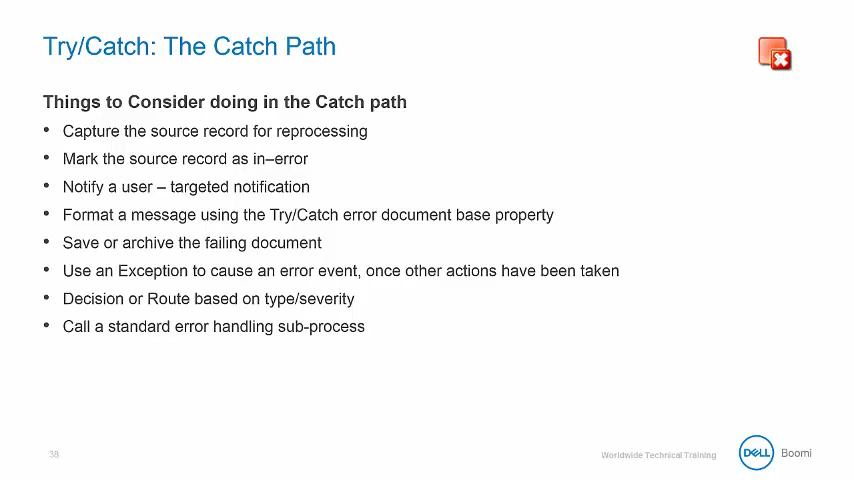 Try/Catch: The Catch Path
Things to Consider doing in the Catch path
• Capture the source record for reprocessing
• Mark the source record as in–error
• Notify a user – targeted notification
• Format a message using the Try/Catch error document base property
• Save or archive the failing document
• Use an Exception to cause an error event, once other actions have been taken
• Decision or Route based on type/severity
• Call a standard error handling sub-process
38
Worldwide Technical Training
DELL Boomi